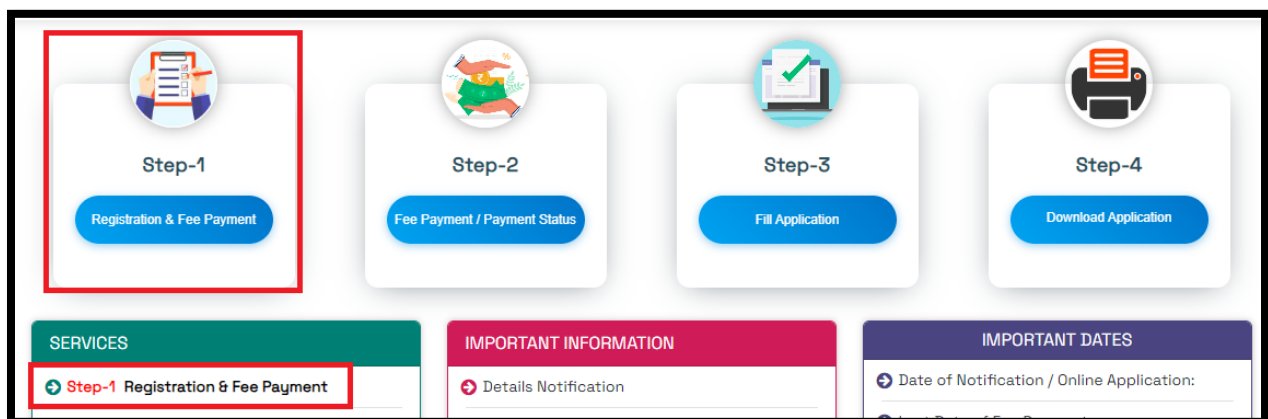 Step-1
Step-2
Step-3
Step-4
Registration & Fee Payment
Fee Payment / Payment Status
Fill Application
Download Application
SERVICES
Step-1 Registration & Fee Payment
IMPORTANT INFORMATION
Details Notification
IMPORTANT DATES
Date of Notification / Online Application: